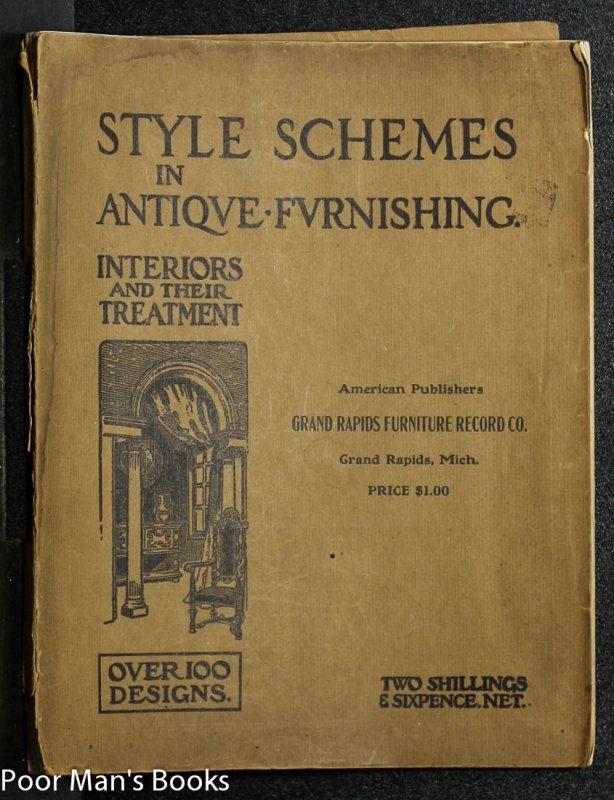 STYLE SCHEMES
IN
ANTIQVE·FVRNISHING.
INTERIORS
AND THEIR
TREATMENT
American Publishers
GRAND RAPIDS FURNITURE RECORD CO.
Grand Rapids, Mich.
PRICE $1.00
OVER 100
DESIGNS.
TWO SHILLINGS
& SIXPENCE. NET.
Poor Man's Books